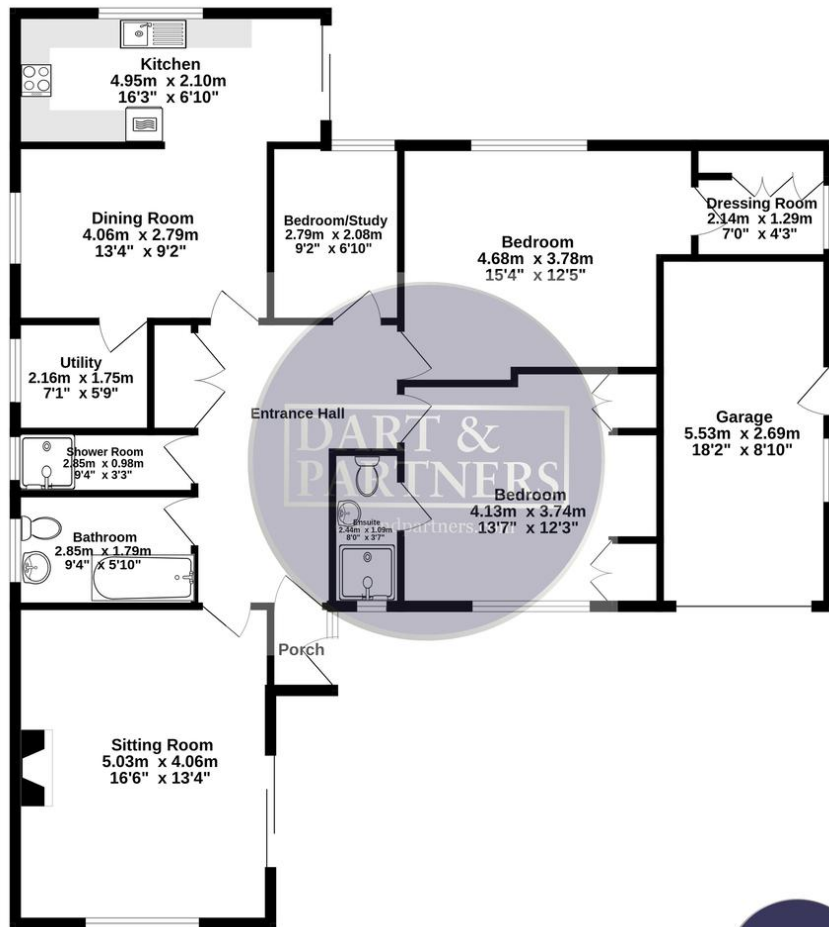 Kitchen
4.95m x 2.10m
16'3" x 6'10"
Dining Room
4.06m x 2.79m
13'4" x 9'2"
Bedroom/Study
2.79m x 2.08m
9'2" x 6'10"
Bedroom
4.68m x 3.78m
15'4" x 12'5"
Dressing Room
2.14m x 1.29m
7'0" x 4'3"
Utility
2.16m x 1.75m
7'1" x 5'9"
Entrance Hall
Garage
5.53m x 2.69m
18'2" x 8'10"
DART &
PARTNERS
Shower Room
2.85m x 0.98m
9'4" x 3'3"
Bedroom
4.13m x 3.74m
13'7" x 12'3"
Ensuite
2.44m x 1.09m
8'0" x 3'7"
Bathroom
2.85m x 1.79m
9'4" x 5'10"
Porch
Sitting Room
5.03m x 4.06m
16'6" x 13'4"